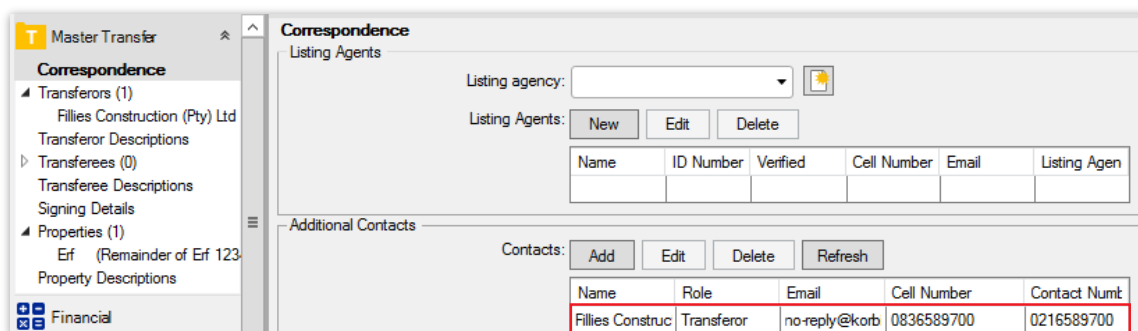 T Master Transfer
Correspondence
Transferors (1)
Fillies Construction (Pty) Ltd
Transferor Descriptions
Transferees (0)
Transferee Descriptions
Signing Details
Properties (1)
Erf (Remainder of Erf 123
Property Descriptions
Financial
Correspondence
Listing Agents
Listing agency:
Listing Agents: New Edit Delete
Name ID Number Verified Cell Number Email Listing Agen
Additional Contacts
Contacts: Add Edit Delete Refresh
Name Role Email Cell Number Contact Numb
Fillies Construc Transferor no-reply@korb 0836589700 0216589700